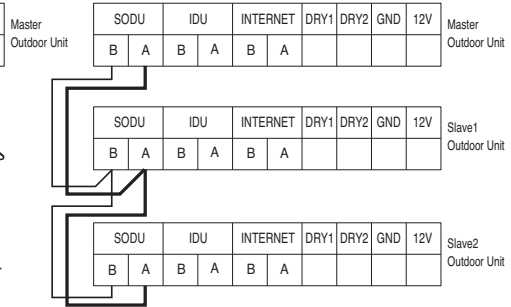 Master
Outdoor Unit
SODU IDU INTERNET DRY1 DRY2 GND 12V
B A B A B A
Master
Outdoor Unit
SODU IDU INTERNET DRY1 DRY2 GND 12V
B A B A B A
Slave1
Outdoor Unit
SODU IDU INTERNET DRY1 DRY2 GND 12V
B A B A B A
Slave2
Outdoor Unit